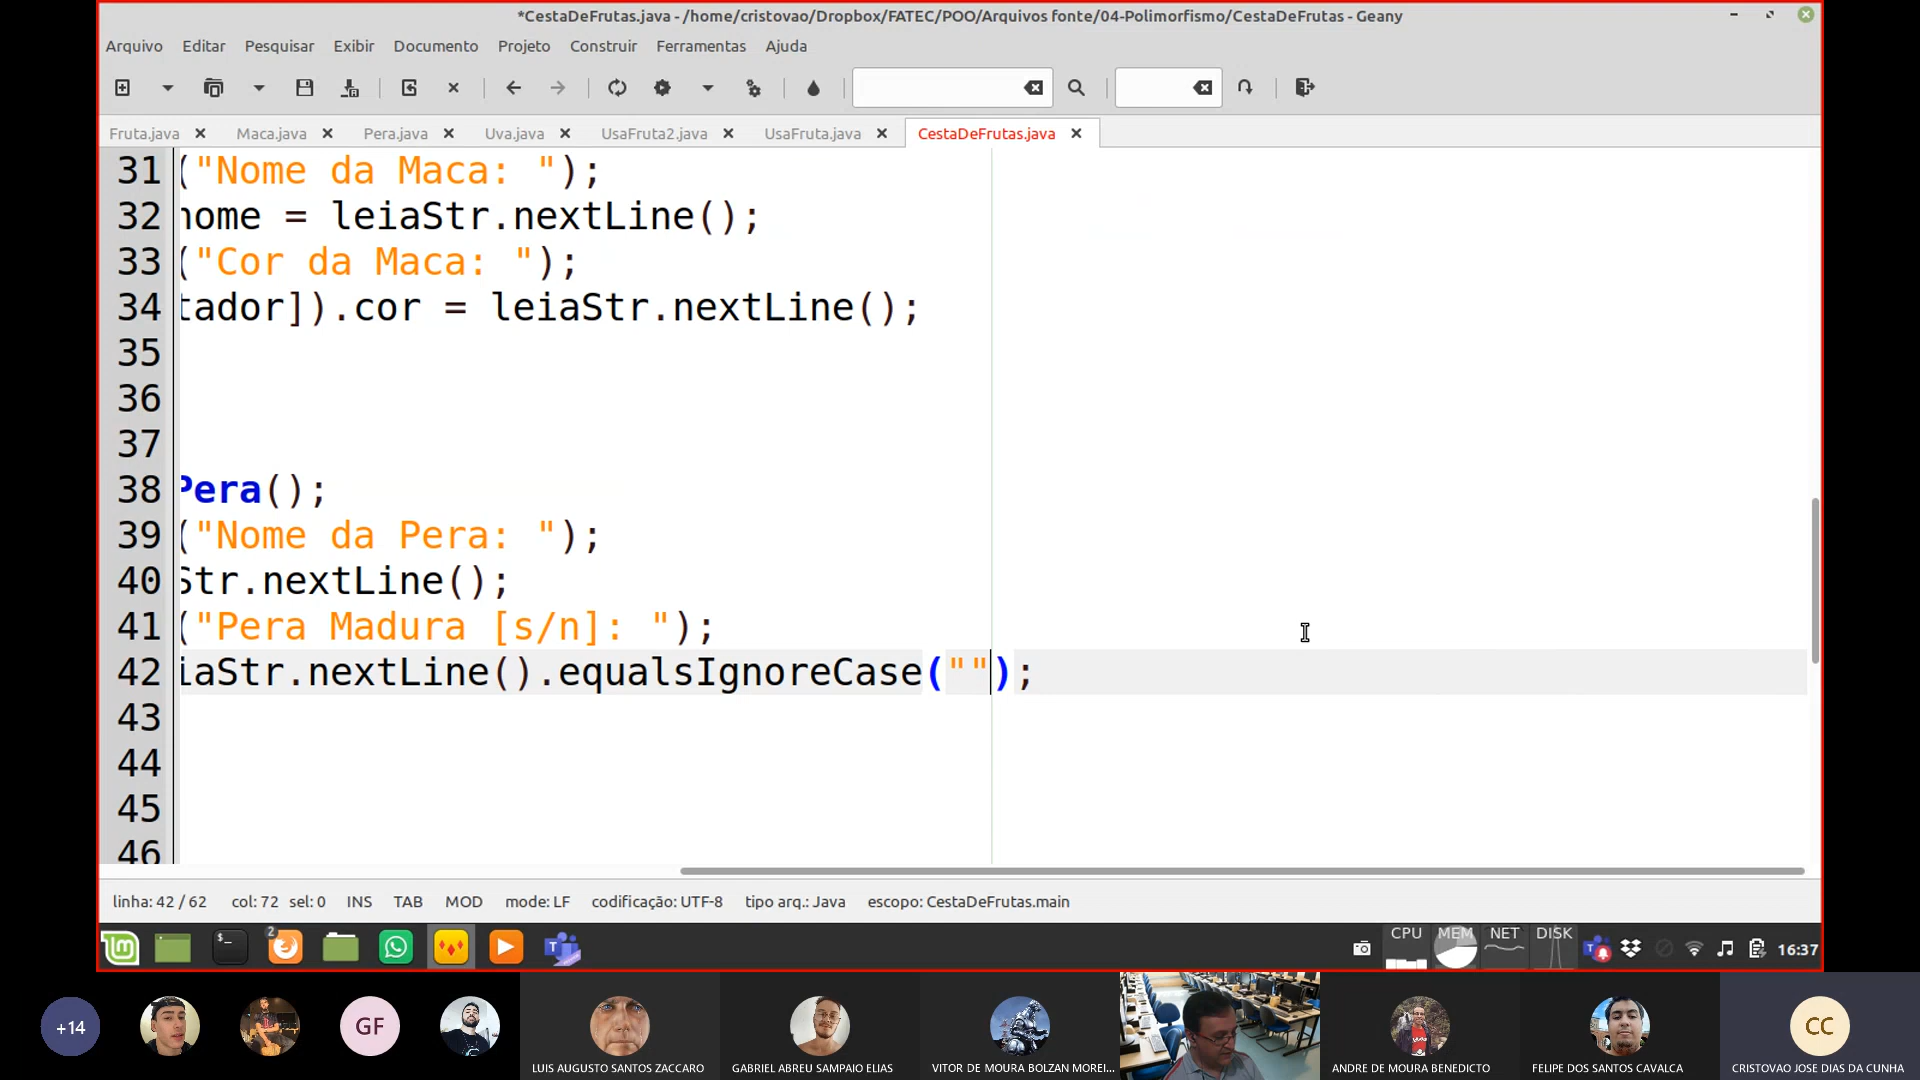 *CestaDeFrutas.java - /home/cristovao/Dropbox/FATEC/POO/Arquivos fonte/04-Polimorfismo/CestaDeFrutas - Geany
Arquivo Editar Pesquisar Exibir Documento Projeto Construir Ferramentas Ajuda
Fruta.java Maca.java Pera.java Uva.java UsaFruta2.java UsaFruta.java CestaDeFrutas.java
31 ("Nome da Maca: ");
32 nome = leiaStr.nextLine();
33 ("Cor da Maca: ");
34 tador]).cor = leiaStr.nextLine();
35
36
37
38 Pera();
39 ("Nome da Pera: ");
40 Str.nextLine();
41 ("Pera Madura [s/n]: ");
42 iaStr.nextLine().equalsIgnoreCase("");
43
44
45
46
linha: 42 / 62 col: 72 sel: 0 INS TAB MOD mode: LF codificação: UTF-8 tipo arq.: Java escopo: CestaDeFrutas.main
2 CPU MEM NET DISK 16:37
+14 GF CC
LUIS AUGUSTO SANTOS ZACCARO GABRIEL ABREU SAMPAIO ELIAS VITOR DE MOURA BOLZAN MOREI... ANDRE DE MOURA BENEDICTO FELIPE DOS SANTOS CAVALCA CRISTOVAO JOSE DIAS DA CUNHA